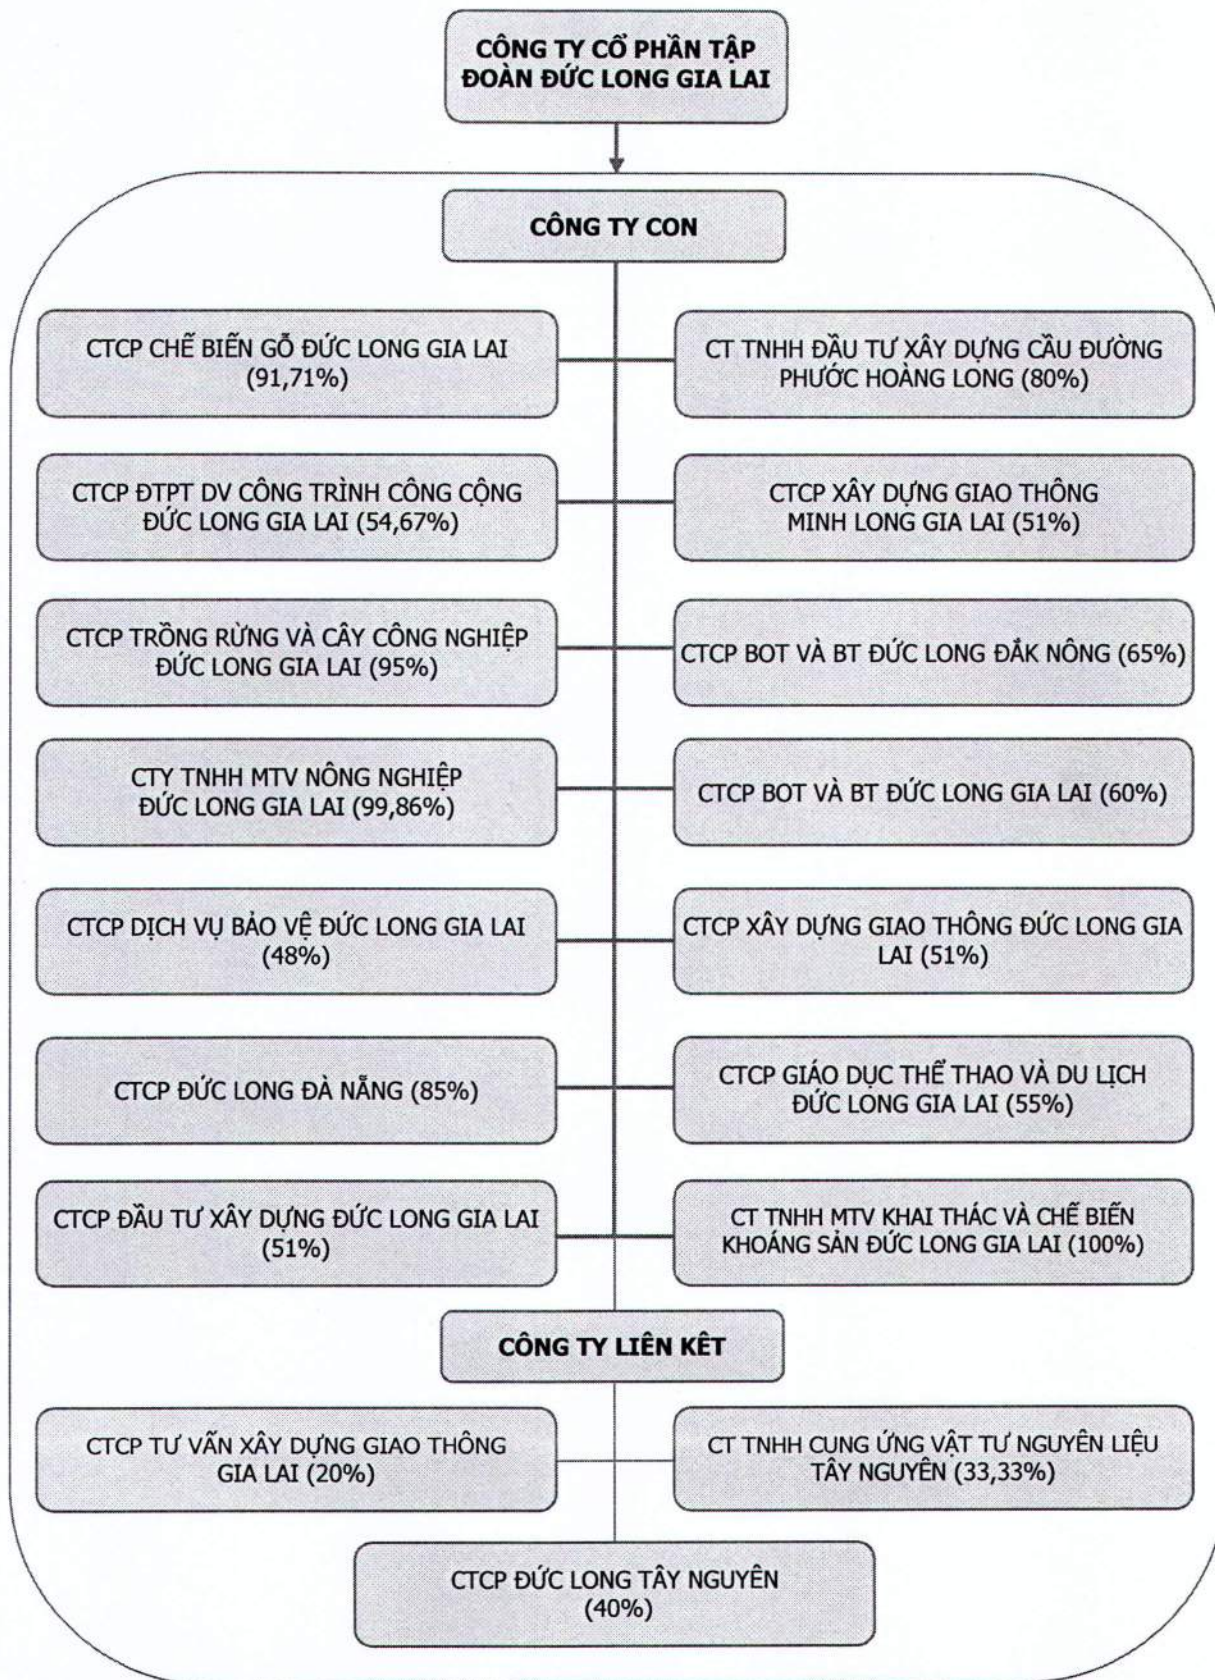 CÔNG TY CỔ PHẦN TẬP
ĐOÀN ĐỨC LONG GIA LAI
CÔNG TY CON
CTCP CHẾ BIẾN GỖ ĐỨC LONG GIA LAI
(91,71%)
CT TNHH ĐẦU TƯ XÂY DỰNG CẦU ĐƯỜNG
PHƯỚC HOÀNG LONG (80%)
CTCP ĐTPT DV CÔNG TRÌNH CÔNG CỘNG
ĐỨC LONG GIA LAI (54,67%)
CTCP XÂY DỰNG GIAO THÔNG
MINH LONG GIA LAI (51%)
CTCP TRỒNG RỪNG VÀ CÂY CÔNG NGHIỆP
ĐỨC LONG GIA LAI (95%)
CTCP BOT VÀ BT ĐỨC LONG ĐẮK NÔNG (65%)
CTY TNHH MTV NÔNG NGHIỆP
ĐỨC LONG GIA LAI (99,86%)
CTCP BOT VÀ BT ĐỨC LONG GIA LAI (60%)
CTCP DỊCH VỤ BẢO VỆ ĐỨC LONG GIA LAI
(48%)
CTCP XÂY DỰNG GIAO THÔNG ĐỨC LONG GIA
LAI (51%)
CTCP ĐỨC LONG ĐÀ NẴNG (85%)
CTCP GIÁO DỤC THỂ THAO VÀ DU LỊCH
ĐỨC LONG GIA LAI (55%)
CTCP ĐẦU TƯ XÂY DỰNG ĐỨC LONG GIA LAI
(51%)
CT TNHH MTV KHAI THÁC VÀ CHẾ BIẾN
KHOÁNG SẢN ĐỨC LONG GIA LAI (100%)
CÔNG TY LIÊN KÊT
CTCP TƯ VẤN XÂY DỰNG GIAO THÔNG
GIA LAI (20%)
CT TNHH CUNG ỨNG VẬT TƯ NGUYÊN LIỆU
TÂY NGUYÊN (33,33%)
CTCP ĐỨC LONG TÂY NGUYÊN
(40%)